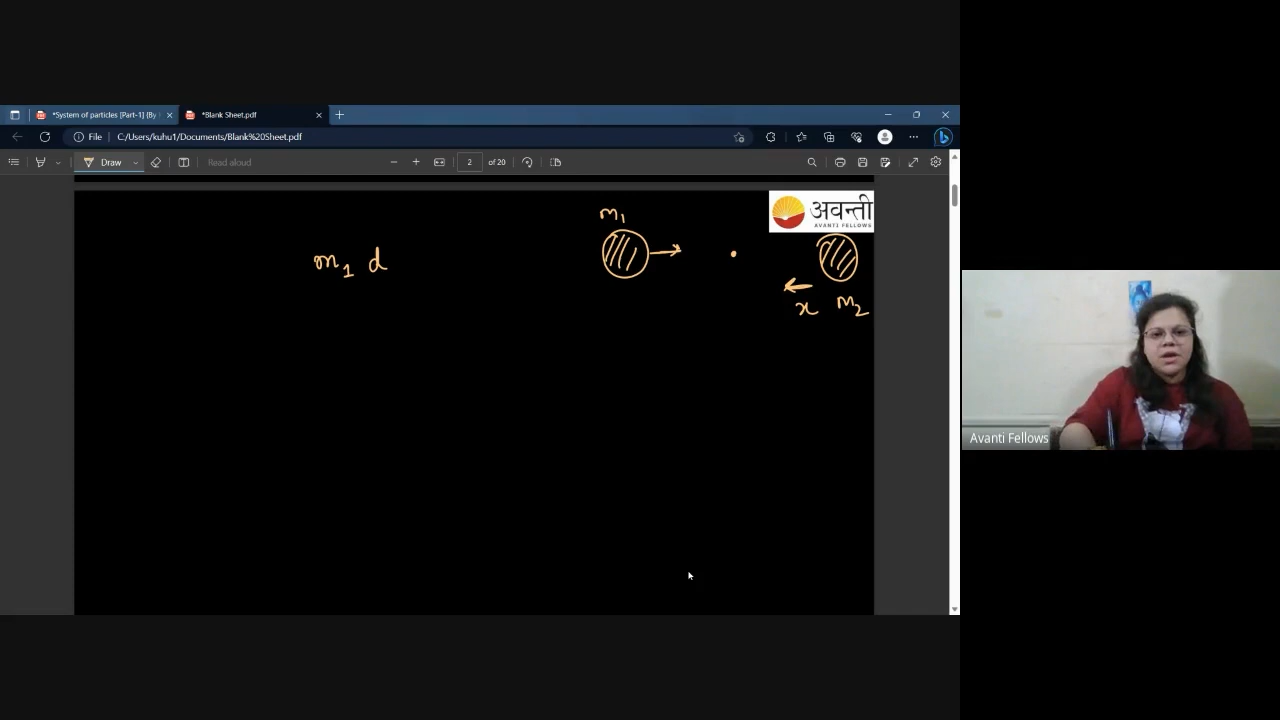 *System of particles [Part-1] (By
*Blank Sheet.pdf
File
C:/Users/kuhu1/Documents/Blank%20Sheet.pdf
Draw
Read aloud
2
of 20
अवन्ती
AVANTI FELLOWS
m₁
m₁ d
x m₂
Avanti Fellows